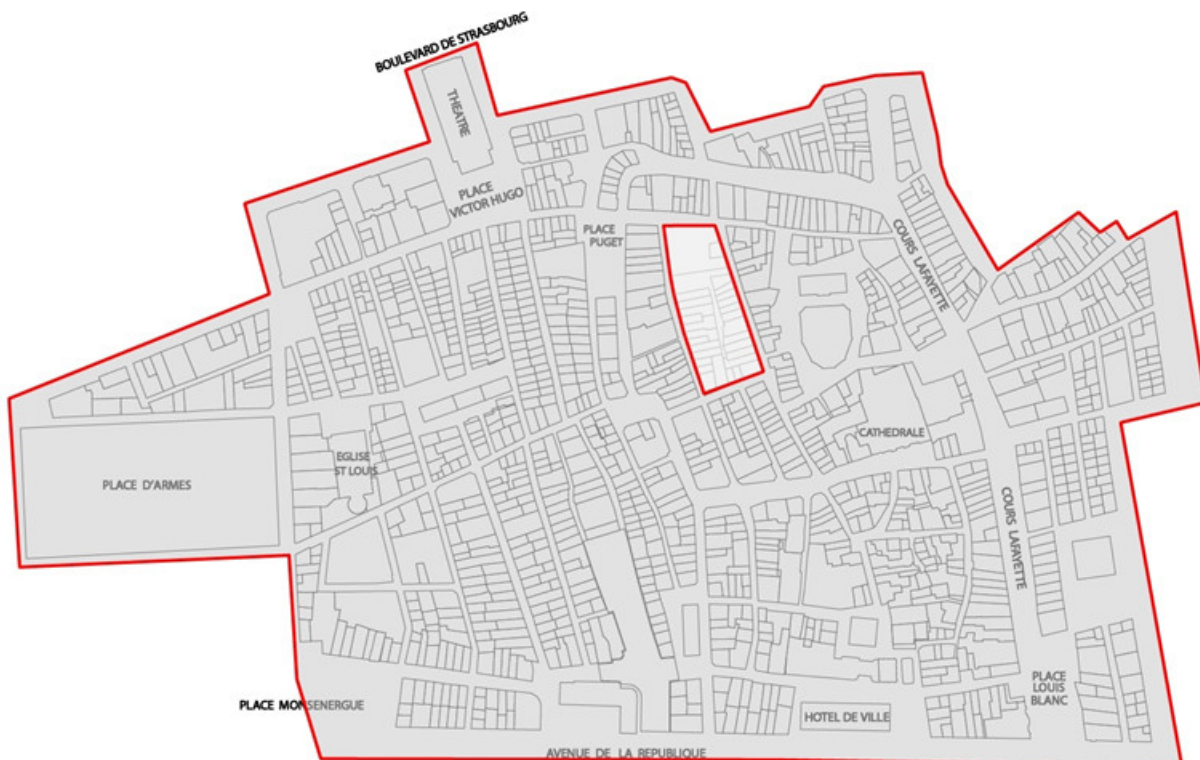 BOULEVARD DE STRASBOURG
THEATRE
PLACE
VICTOR HUGO
PLACE
PUGET
COURS LAFAYETTE
CATHEDRALE
EGLISE
ST LOUIS
PLACE D'ARMES
COURS LAFAYETTE
PLACE
LOUIS
BLANC
PLACE MONSENERGUE
HOTEL DE VILLE
AVENUE DE LA REPUBLIQUE